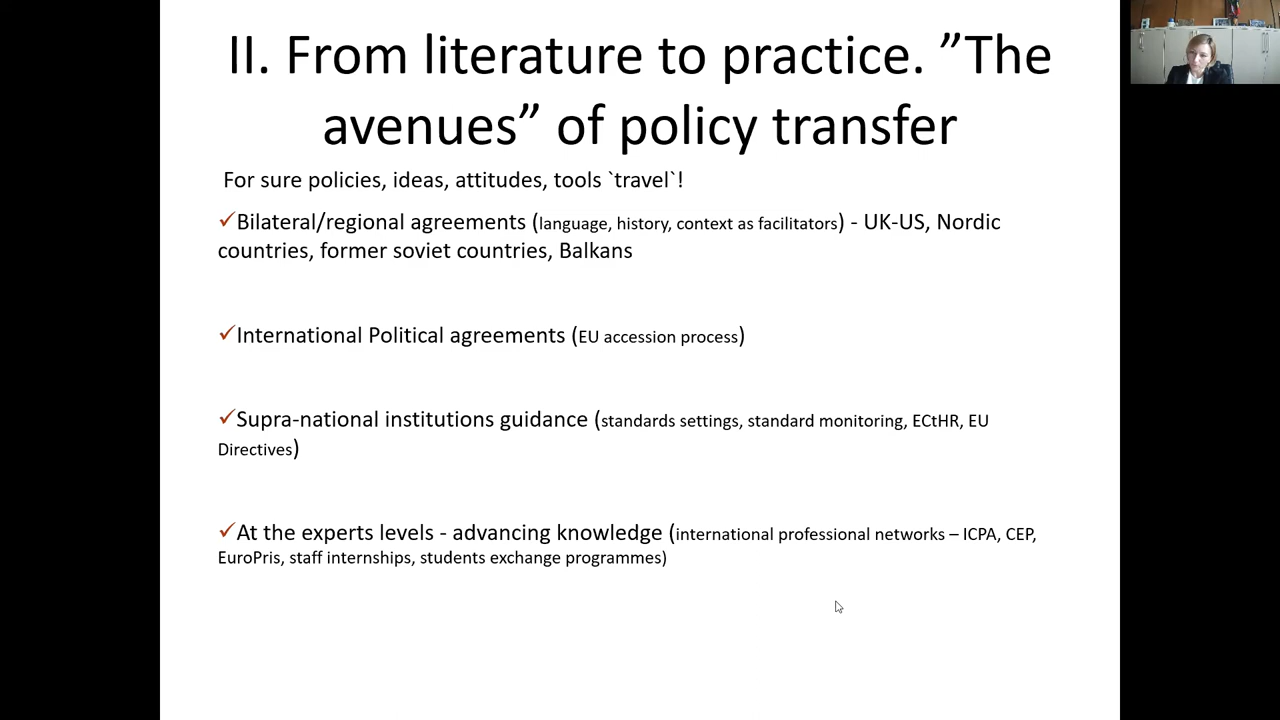 II. From literature to practice. ”The
avenues” of policy transfer
For sure policies, ideas, attitudes, tools `travel`!
✓Bilateral/regional agreements (language, history, context as facilitators) - UK-US, Nordic
countries, former soviet countries, Balkans
✓International Political agreements (EU accession process)
✓Supra-national institutions guidance (standards settings, standard monitoring, ECtHR, EU
Directives)
✓At the experts levels - advancing knowledge (international professional networks – ICPA, CEP,
EuroPris, staff internships, students exchange programmes)